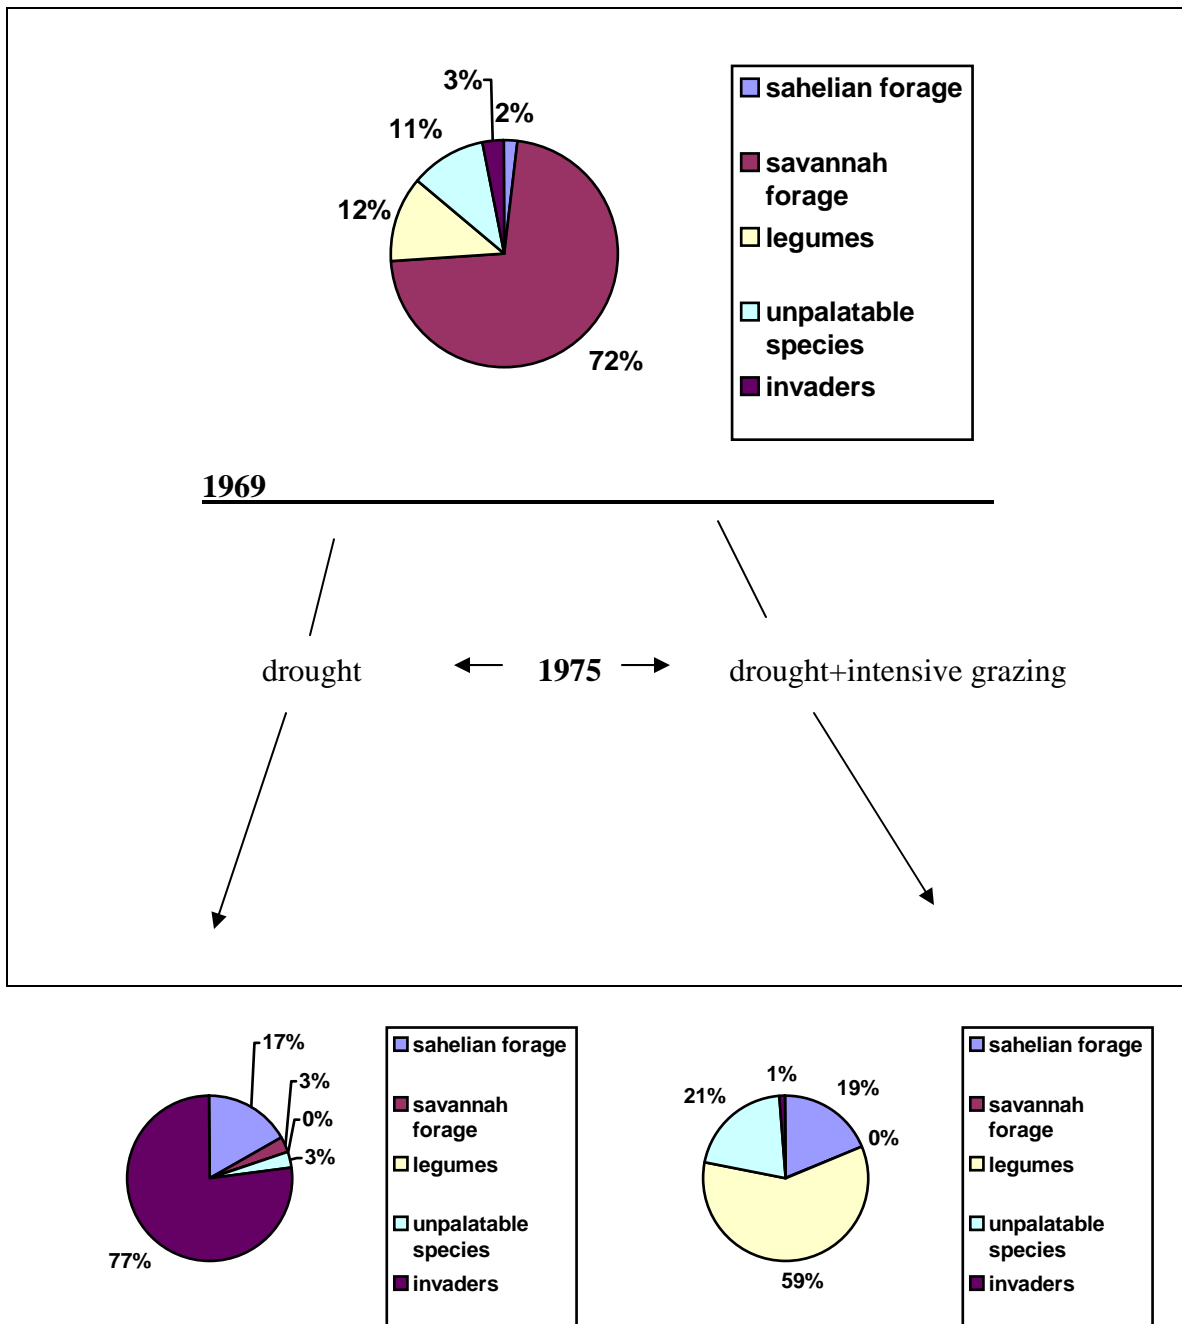 3%
2%
11%
12%
72%
sahelian forage
savannah
forage
legumes
unpalatable
species
invaders
1969
drought
1975
drought+intensive grazing
17%
3%
0%
3%
77%
sahelian forage
savannah
forage
legumes
unpalatable
species
invaders
1%
19%
21%
0%
59%
sahelian forage
savannah
forage
legumes
unpalatable
species
invaders